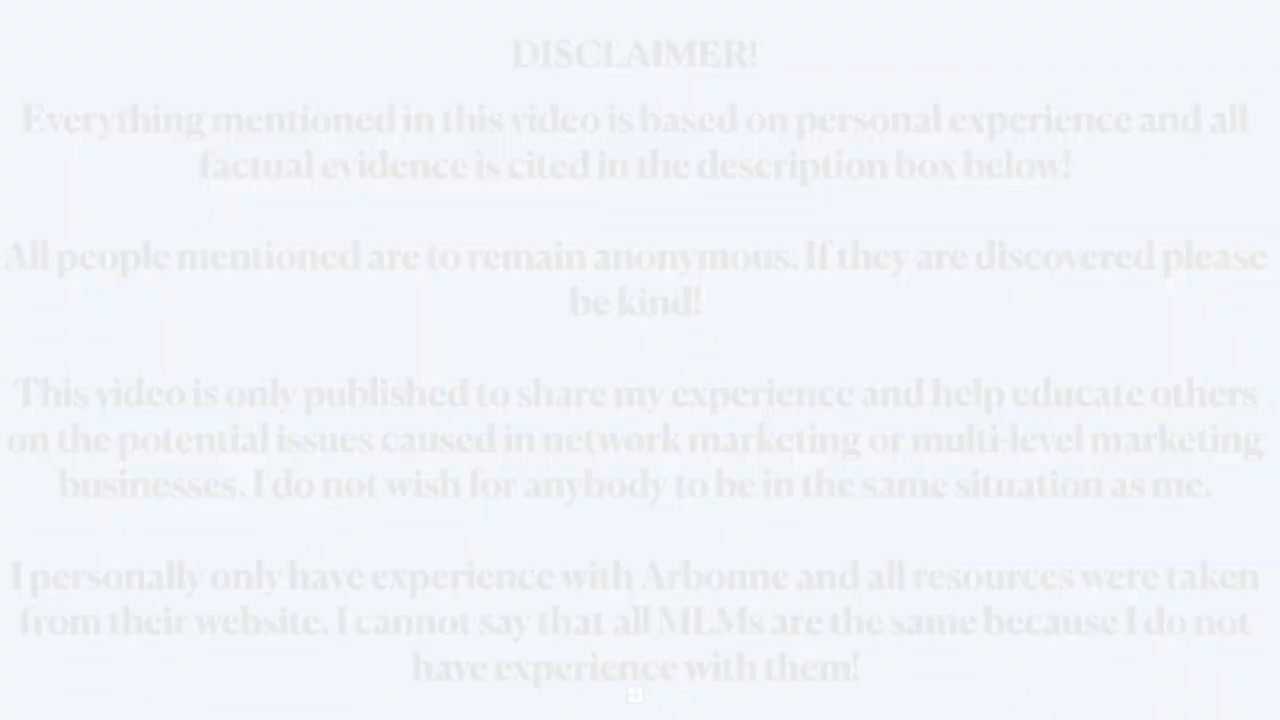 DISCLAIMER!
Everything mentioned in this video is based on personal experience and all
factual evidence is cited in the description box below!
All people mentioned are to remain anonymous. If they are discovered please
be kind!
This video is only published to share my experience and help educate others
on the potential issues caused in network marketing or multi-level marketing
businesses. I do not wish for anybody to be in the same situation as me.
I personally only have experience with Arbonne and all resources were taken
from their website. I cannot say that all MLMs are the same because I do not
have experience with them!